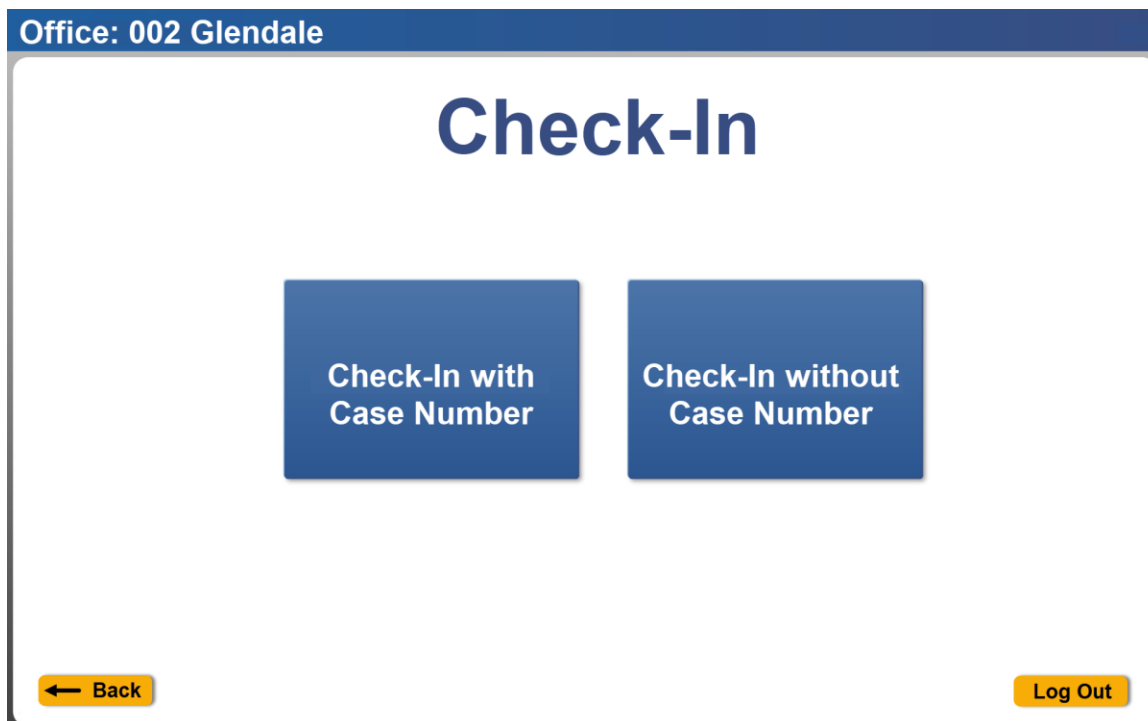 Office: 002 Glendale
Check-In
Check-In with
Case Number
Check-In without
Case Number
Back
Log Out